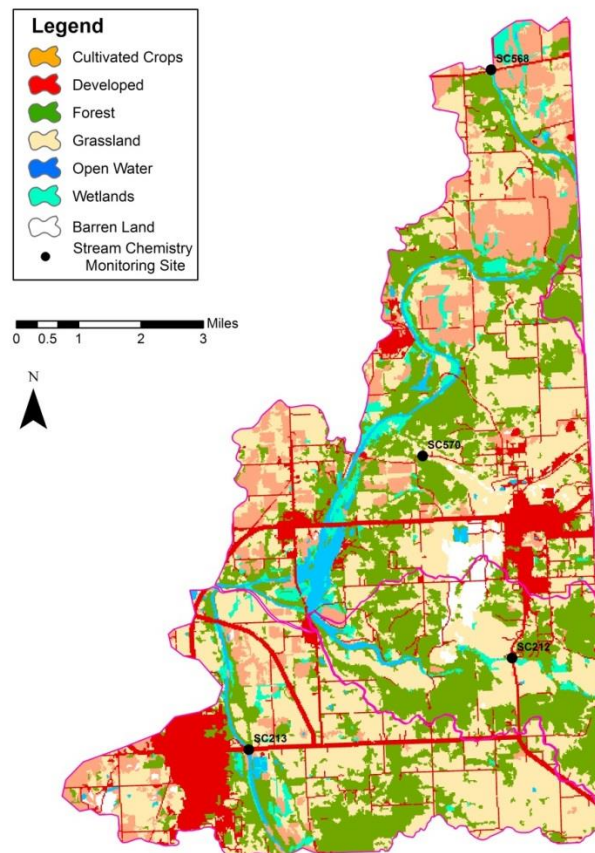 Legend
Cultivated Crops
Developed
Forest
Grassland
Open Water
Wetlands
Barren Land
Stream Chemistry
Monitoring Site
Miles
0 0.5 1 2 3
N
SC568
SC570
SC212
SC213